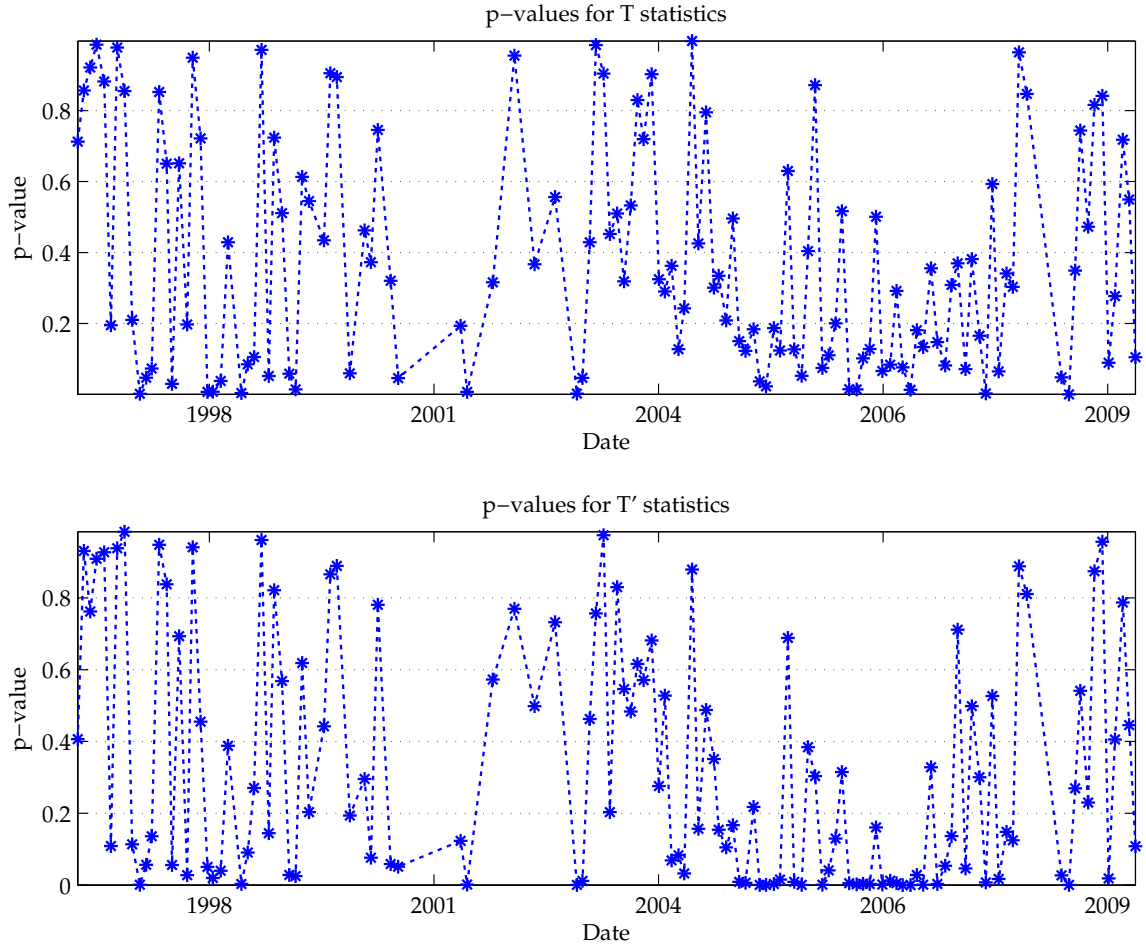 p−values for T statistics
0.8
0.6
0.4
0.2
p−value
1998 2001 2004 2006 2009
Date
p−values for T’ statistics
0.8
0.6
0.4
0.2
0
p−value
1998 2001 2004 2006 2009
Date